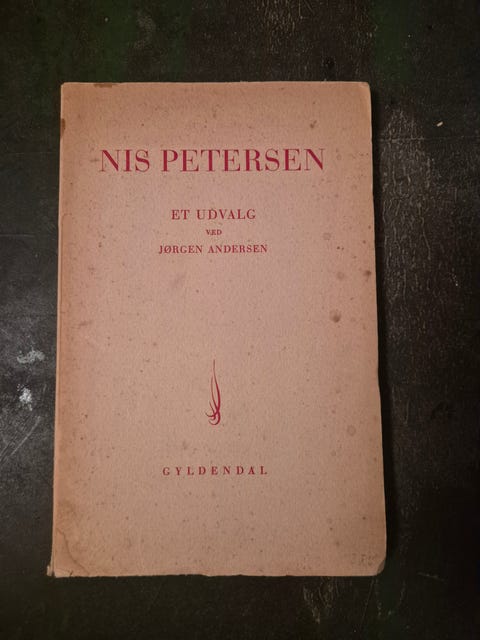 NIS PETERSEN
ET UDVALG
VED
JØRGEN ANDERSEN
GYLDENDAL